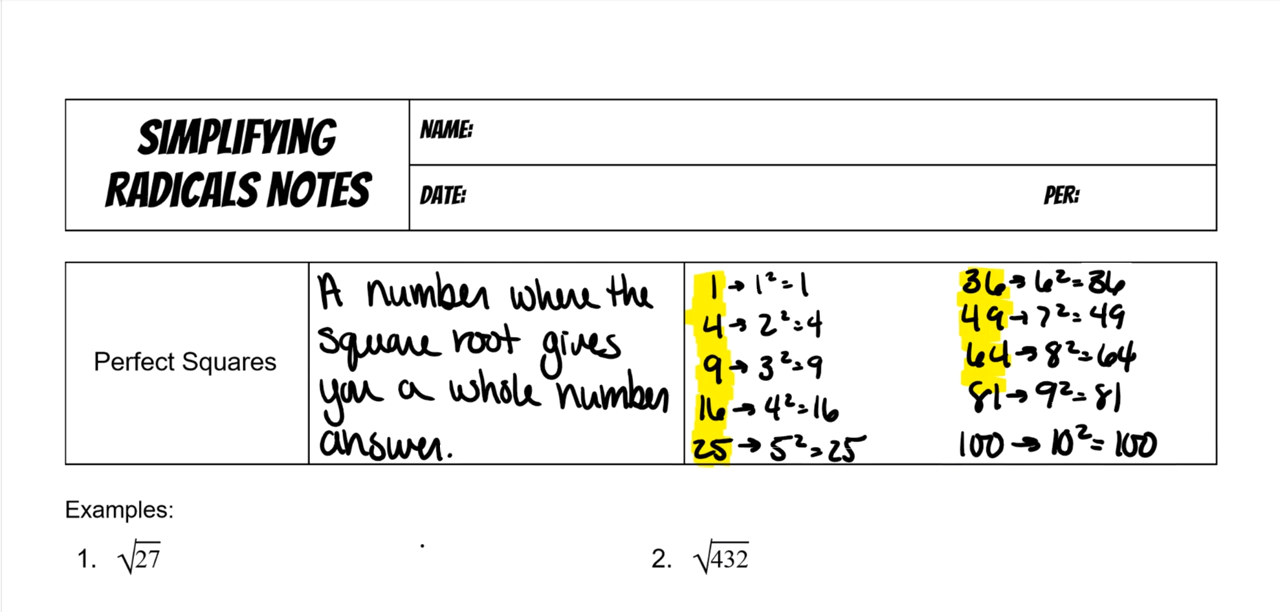 SIMPLIFYING
RADICALS NOTES
NAME:
DATE: PER:
Perfect Squares
A number where the
square root gives
you a whole number
answer.
1 → 1² = 1
4 → 2² = 4
9 → 3² = 9
16 → 4² = 16
25 → 5² = 25
36 → 6² = 36
49 → 7² = 49
64 → 8² = 64
81 → 9² = 81
100 → 10² = 100
Examples:
1. √27
2. √432